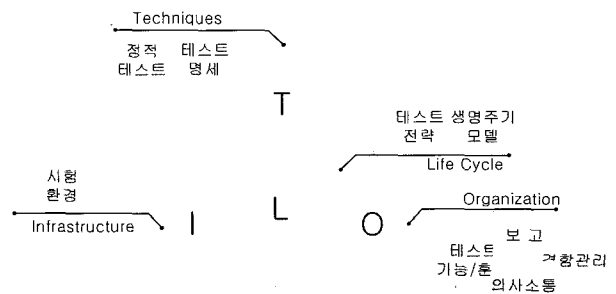 Techniques
정적 테스트
테스트 명세
T
테스트 생명주기
전략 모델
Life Cycle
시험
환경
Infrastructure
I
L
O
Organization
보고
테스트
기능/훈
결함관리
의사소통